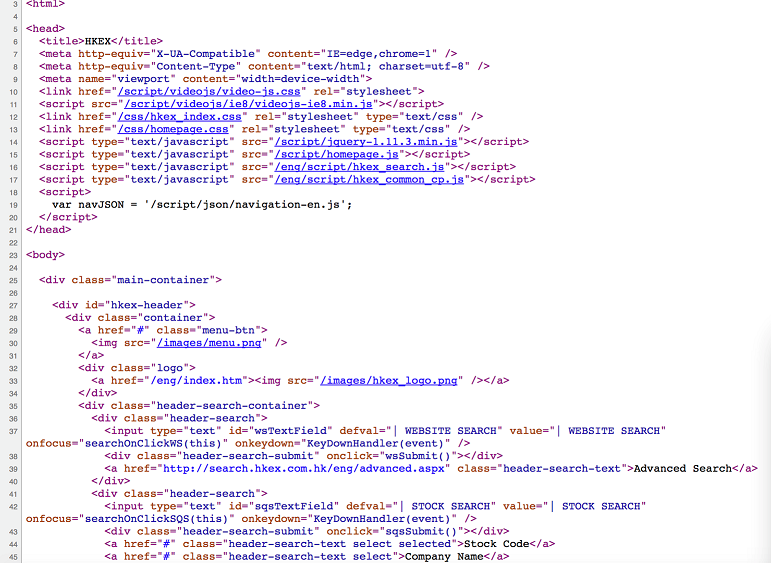 3 <html>
4
5 <head>
6 <title>HKEX</title>
7 <meta http-equiv="X-UA-Compatible" content="IE=edge,chrome=1" />
8 <meta http-equiv="Content-Type" content="text/html; charset=utf-8" />
9 <meta name="viewport" content="width=device-width">
10 <link href="/script/videojs/video-js.css" rel="stylesheet">
11 <script src="/script/videojs/ie8/videojs-ie8.min.js"></script>
12 <link href="/css/hkex_index.css" rel="stylesheet" type="text/css" />
13 <link href="/css/homepage.css" rel="stylesheet" type="text/css" />
14 <script type="text/javascript" src="/script/jquery-1.11.3.min.js"></script>
15 <script type="text/javascript" src="/script/homepage.js"></script>
16 <script type="text/javascript" src="/eng/script/hkex_search.js"></script>
17 <script type="text/javascript" src="/eng/script/hkex_common_cp.js"></script>
18 <script>
19 var navJSON = '/script/json/navigation-en.js';
20 </script>
21 </head>
22
23 <body>
24
25 <div class="main-container">
26
27 <div id="hkex-header">
28 <div class="container">
29 <a href="#" class="menu-btn">
30 <img src="/images/menu.png" />
31 </a>
32 <div class="logo">
33 <a href="/eng/index.htm"><img src="/images/hkex_logo.png" /></a>
34 </div>
35 <div class="header-search-container">
36 <div class="header-search">
37 <input type="text" id="wsTextField" defval="| WEBSITE SEARCH" value="| WEBSITE SEARCH"
onfocus="searchOnClickWS(this)" onkeydown="KeyDownHandler(event)" />
38 <div class="header-search-submit" onclick="wsSubmit()"></div>
39 <a href="http://search.hkex.com.hk/eng/advanced.aspx" class="header-search-text">Advanced Search</a>
40 </div>
41 <div class="header-search">
42 <input type="text" id="sqsTextField" defval="| STOCK SEARCH" value="| STOCK SEARCH"
onfocus="searchOnClickSQS(this)" onkeydown="KeyDownHandler(event)" />
43 <div class="header-search-submit" onclick="sqsSubmit()"></div>
44 <a href="#" class="header-search-text select selected">Stock Code</a>
45 <a href="#" class="header-search-text select">Company Name</a>